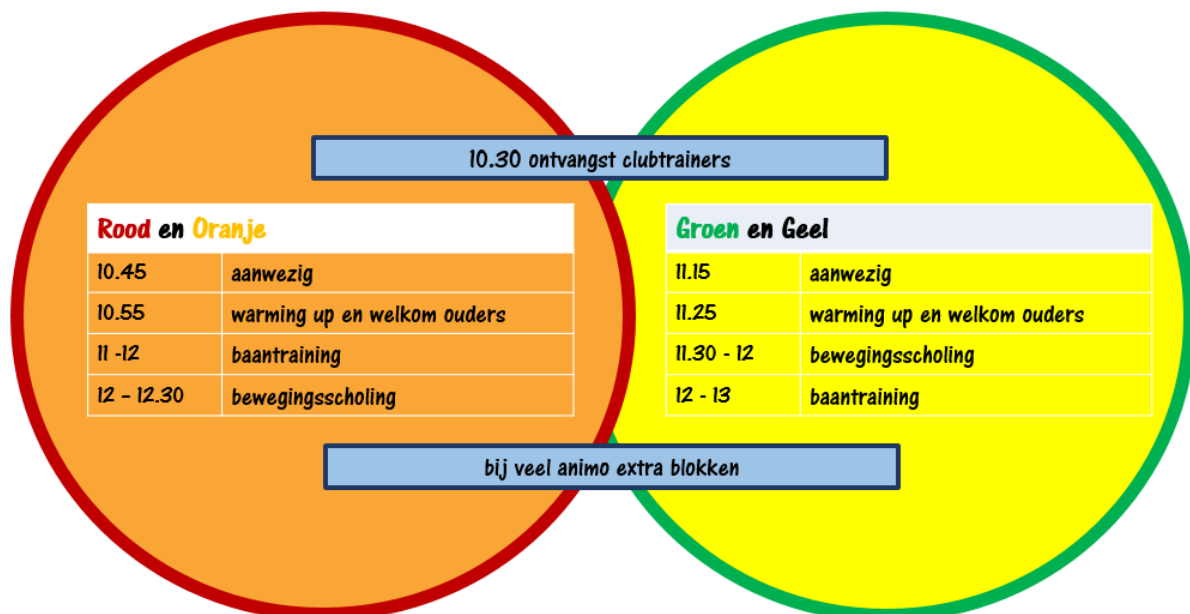 10.30 ontvangst clubtrainers
Rood en Oranje
10.45 aanwezig
10.55 warming up en welkom ouders
11 -12 baantraining
12 – 12.30 bewegingsscholing
Groen en Geel
11.15 aanwezig
11.25 warming up en welkom ouders
11.30 - 12 bewegingsscholing
12 - 13 baantraining
bij veel animo extra blokken